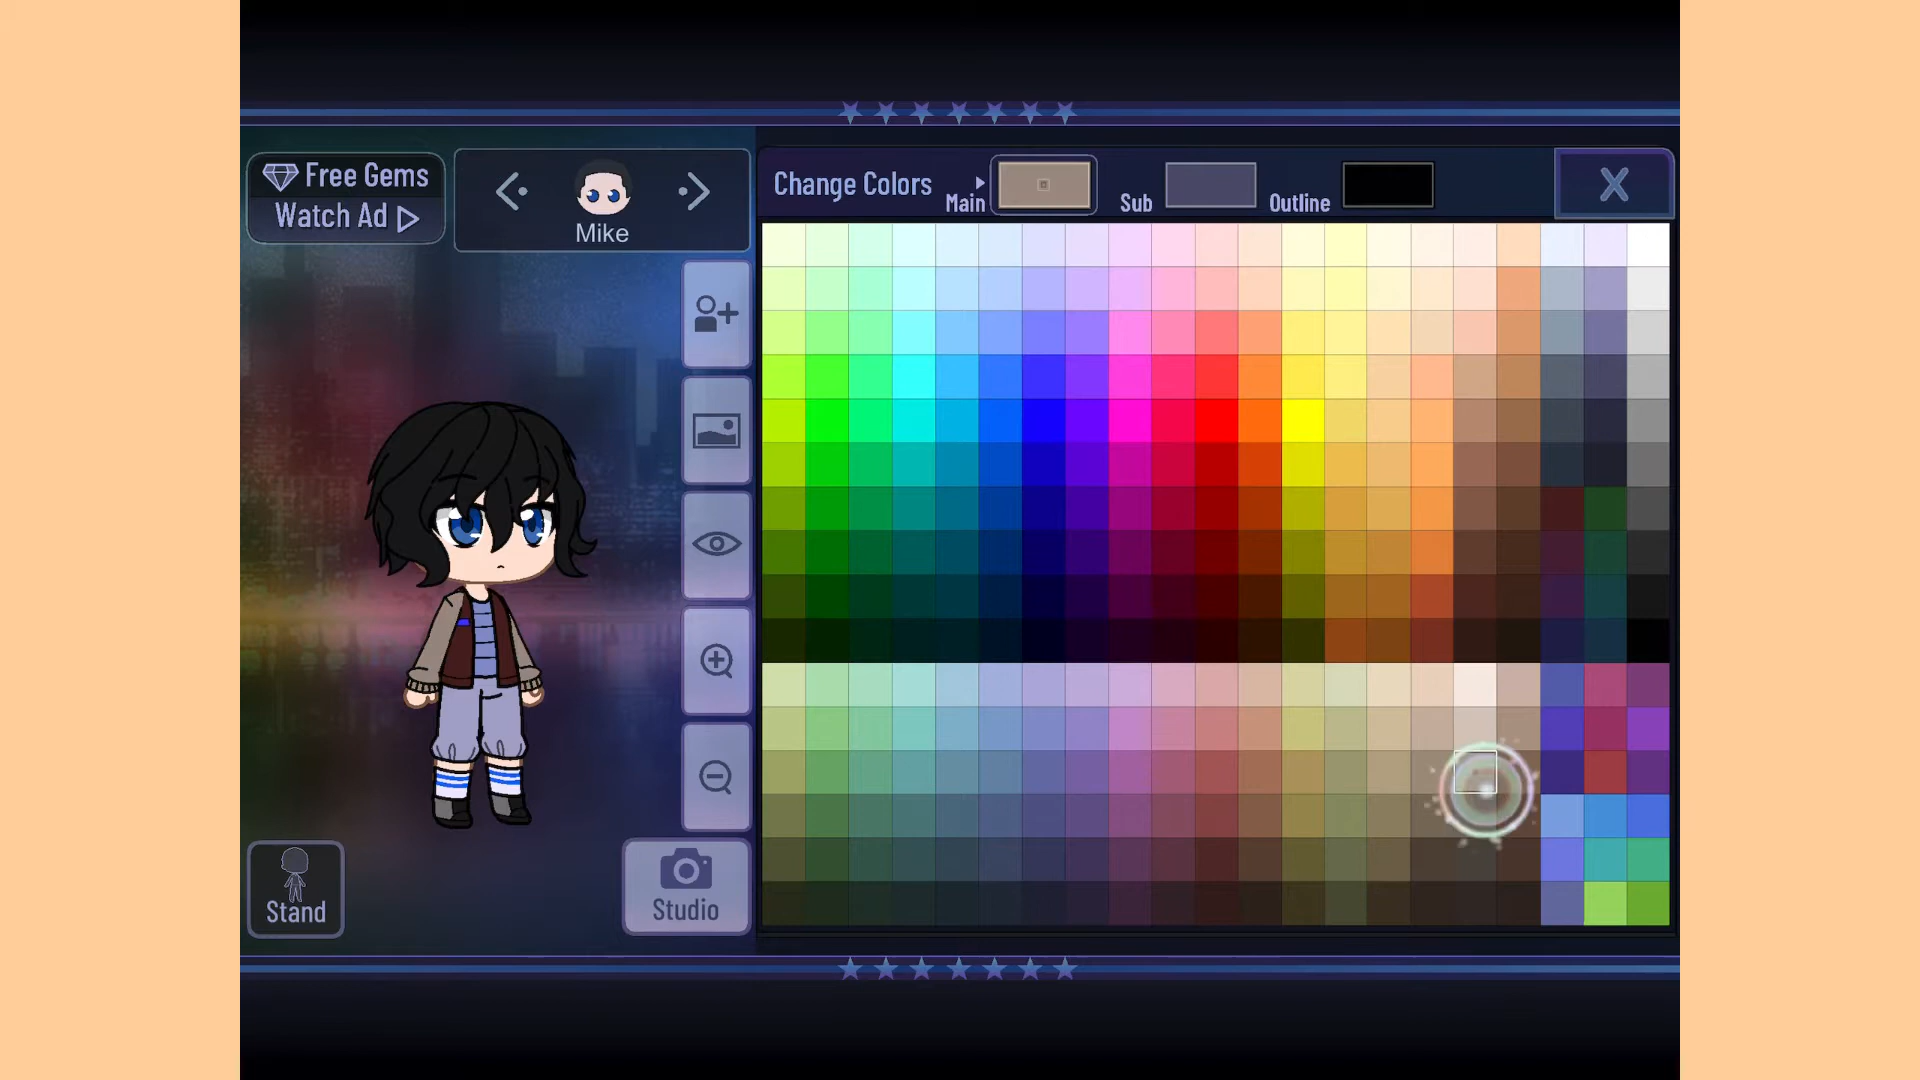 Free Gems
Watch Ad
Mike
Change Colors
Main
Sub
Outline
X
Stand
Studio